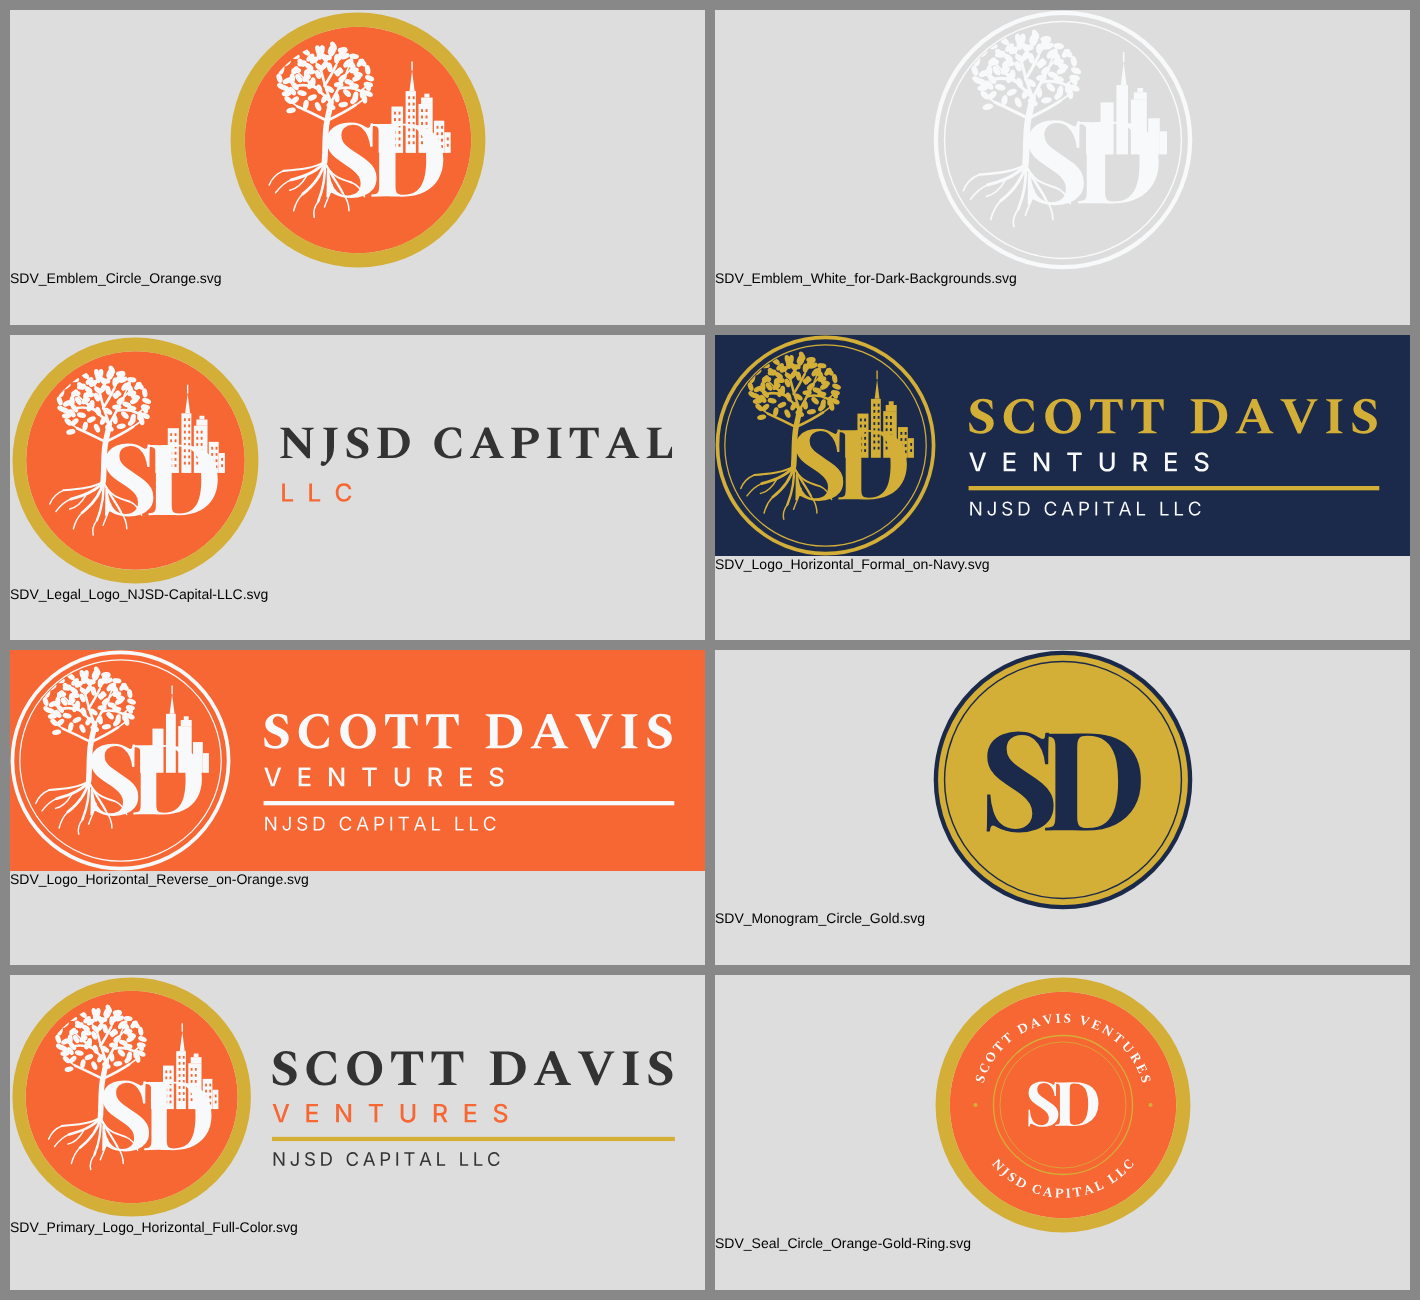 SD
SDV_Emblem_Circle_Orange.svg
SD
SDV_Emblem_White_for-Dark-Backgrounds.svg
SD
NJSD CAPITAL
LLC
SDV_Legal_Logo_NJSD-Capital-LLC.svg
SD
SCOTT DAVIS
VENTURES
NJSD CAPITAL LLC
SDV_Logo_Horizontal_Formal_on-Navy.svg
SD
SCOTT DAVIS
VENTURES
NJSD CAPITAL LLC
SDV_Logo_Horizontal_Reverse_on-Orange.svg
SD
SDV_Monogram_Circle_Gold.svg
SD
SCOTT DAVIS
VENTURES
NJSD CAPITAL LLC
SDV_Primary_Logo_Horizontal_Full-Color.svg
SCOTT DAVIS VENTURES
SD
NJSD CAPITAL LLC
SDV_Seal_Circle_Orange-Gold-Ring.svg